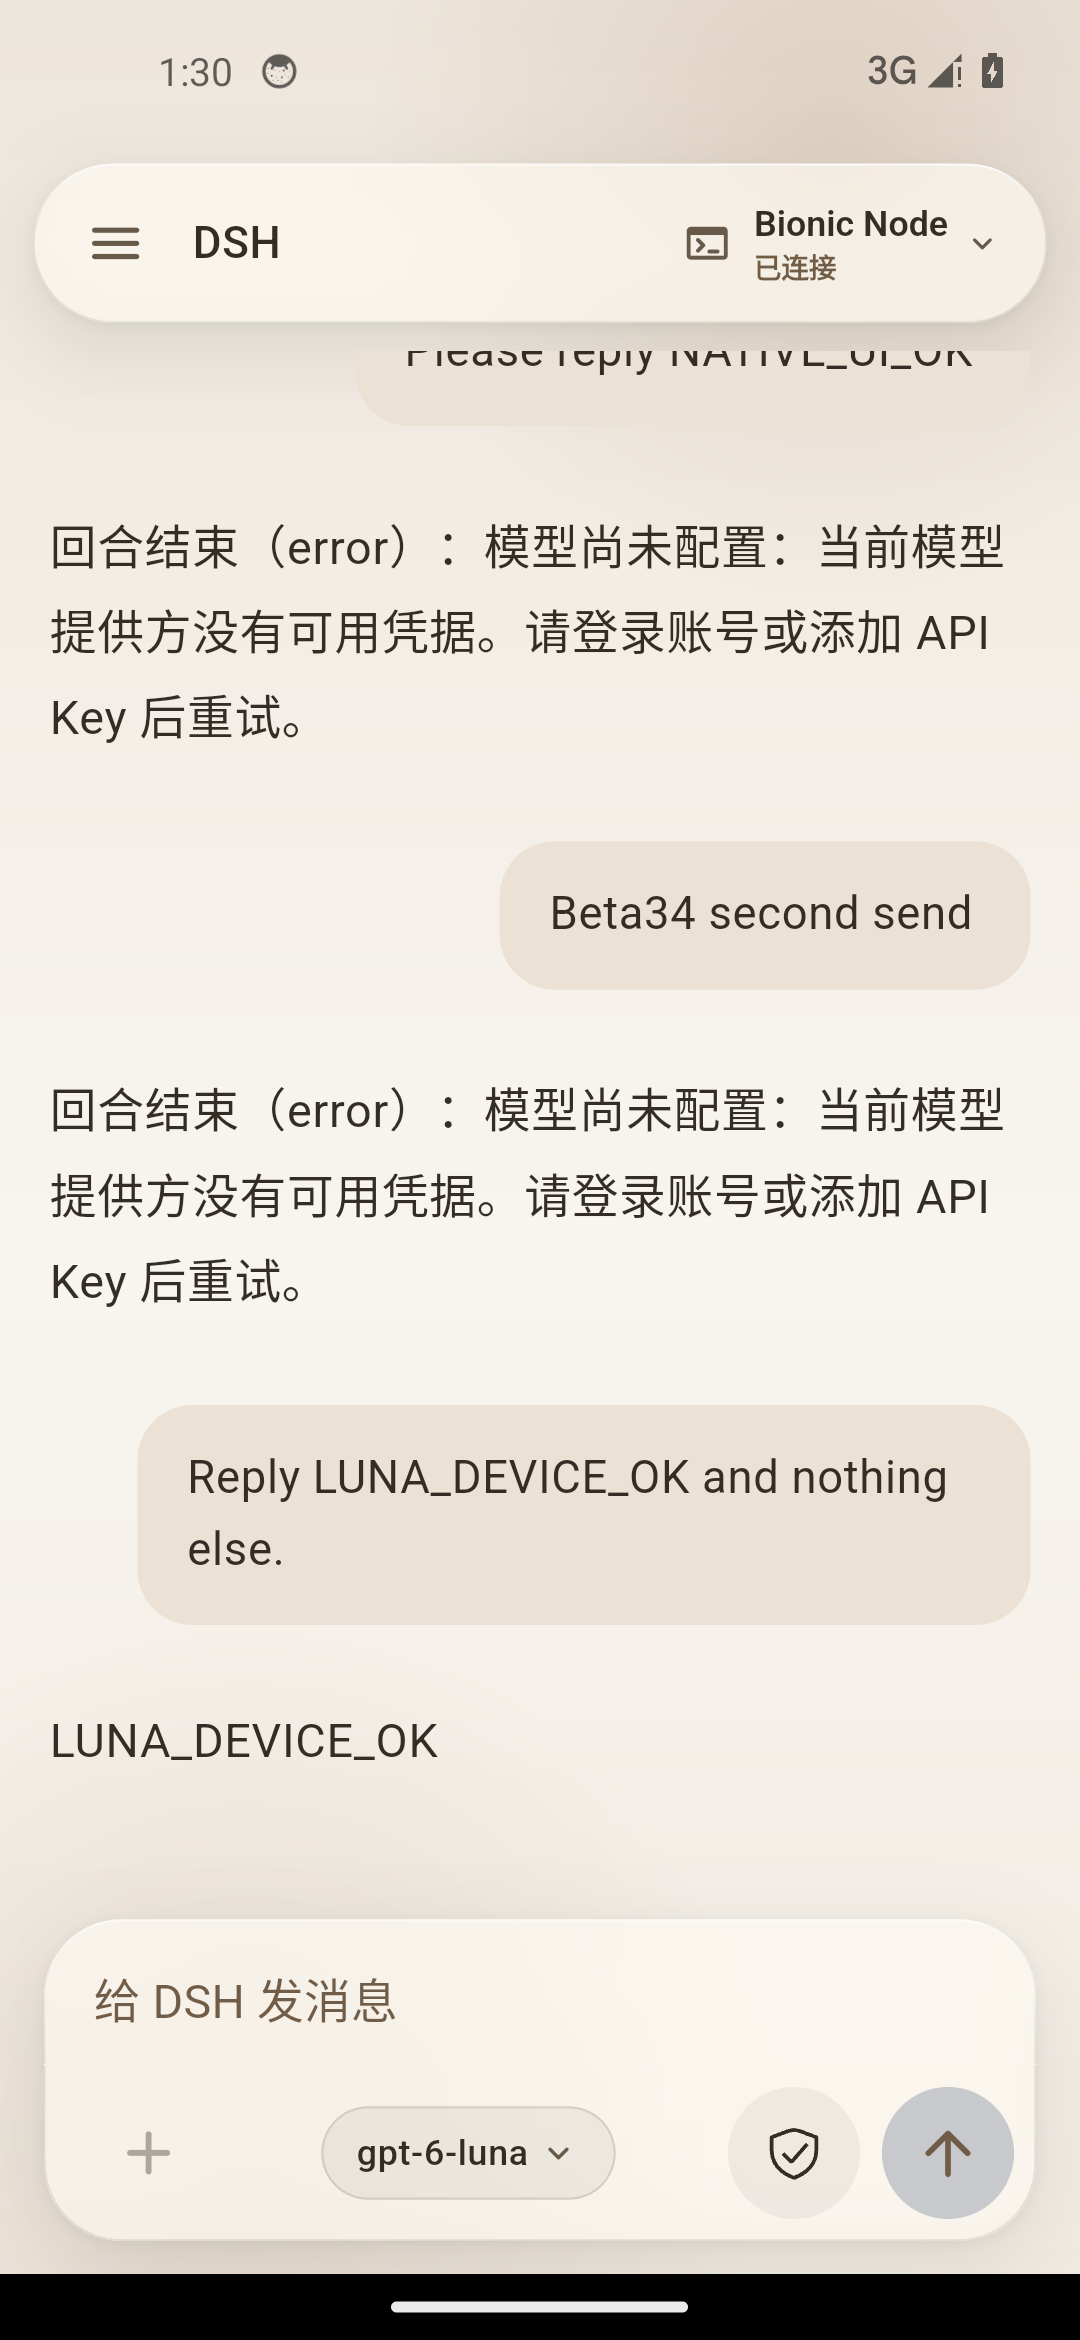 1:30
3G
DSH
Bionic Node
已连接
Please reply NATIVE_UI_OK
回合结束（error）：模型尚未配置：当前模型
提供方没有可用凭据。请登录账号或添加 API
Key 后重试。
Beta34 second send
回合结束（error）：模型尚未配置：当前模型
提供方没有可用凭据。请登录账号或添加 API
Key 后重试。
Reply LUNA_DEVICE_OK and nothing
else.
LUNA_DEVICE_OK
给 DSH 发消息
gpt-6-luna